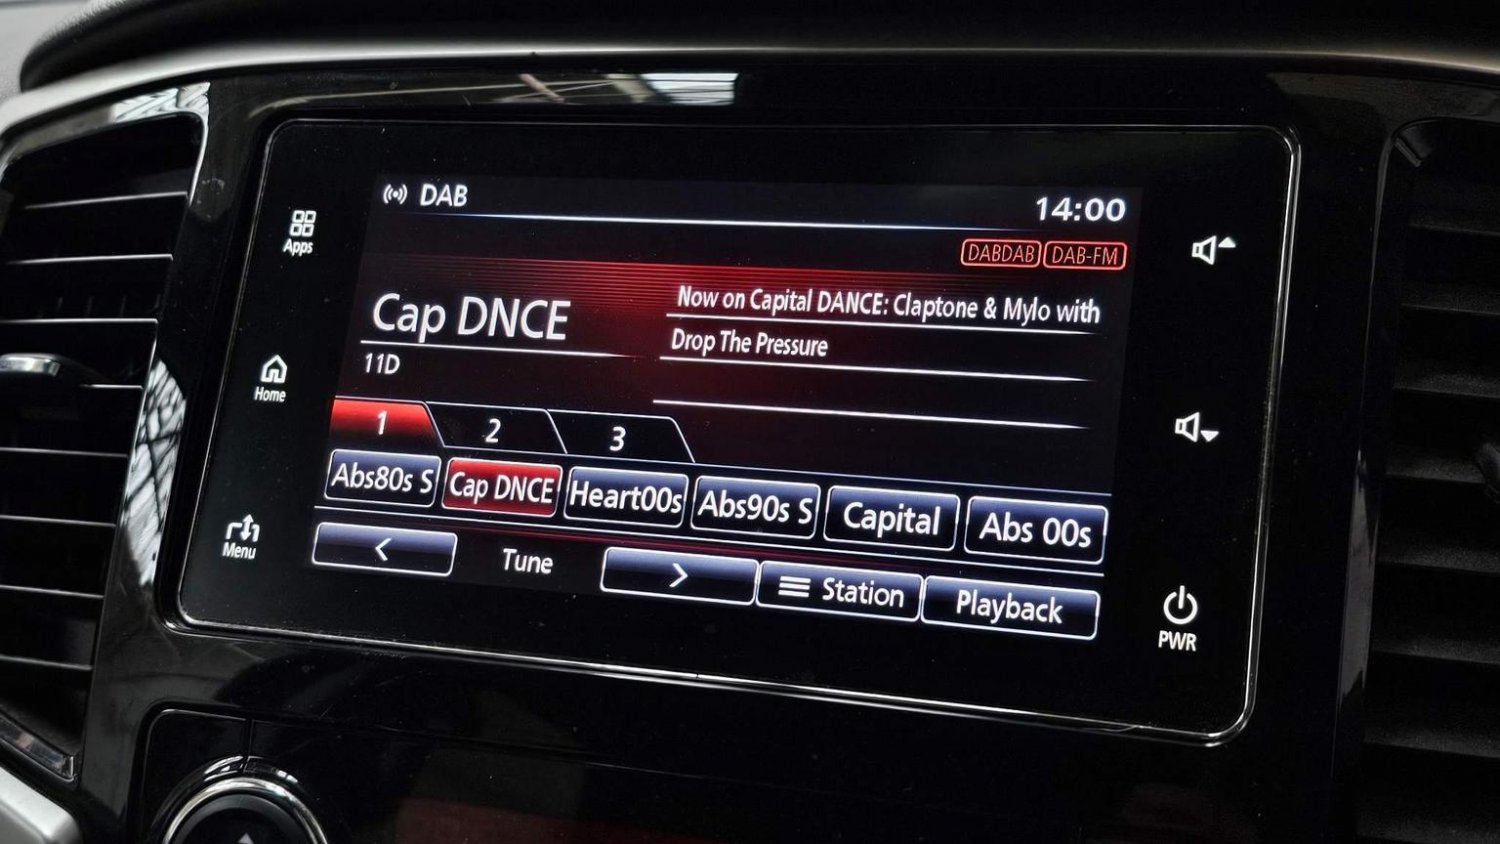 DAB
14:00
Apps
DABDAB DAB-FM
Cap DNCE
Now on Capital DANCE: Claptone & Mylo with
Drop The Pressure
11D
Home
1 2 3
Abs80s S Cap DNCE Heart00s Abs90s S Capital Abs 00s
Menu
< Tune > Station Playback
PWR